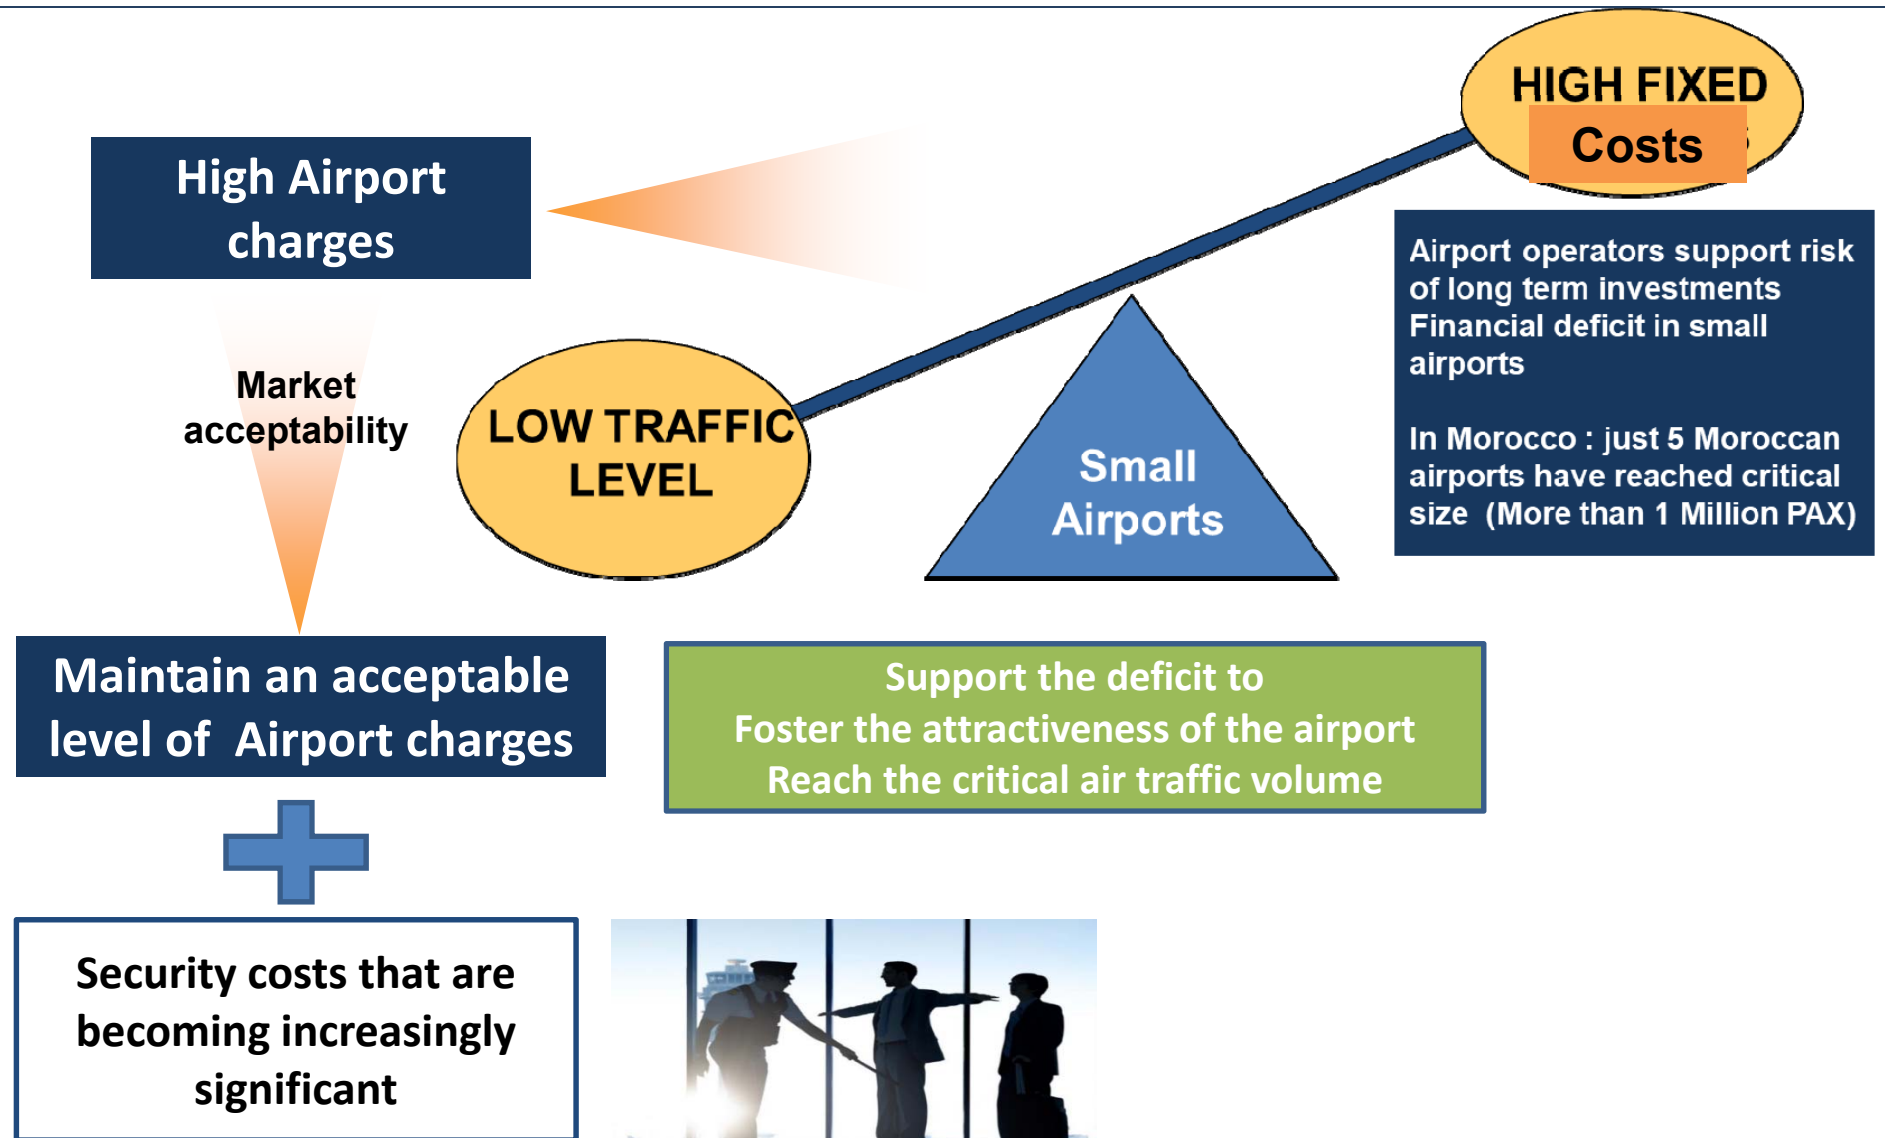 HIGH FIXED
Costs
High Airport
charges
Airport operators support risk
of long term investments
Financial deficit in small
airports
In Morocco : just 5 Moroccan
airports have reached critical
size (More than 1 Million PAX)
Market
acceptability
LOW TRAFFIC
LEVEL
Small
Airports
Maintain an acceptable
level of Airport charges
Support the deficit to
Foster the attractiveness of the airport
Reach the critical air traffic volume
Security costs that are
becoming increasingly
significant